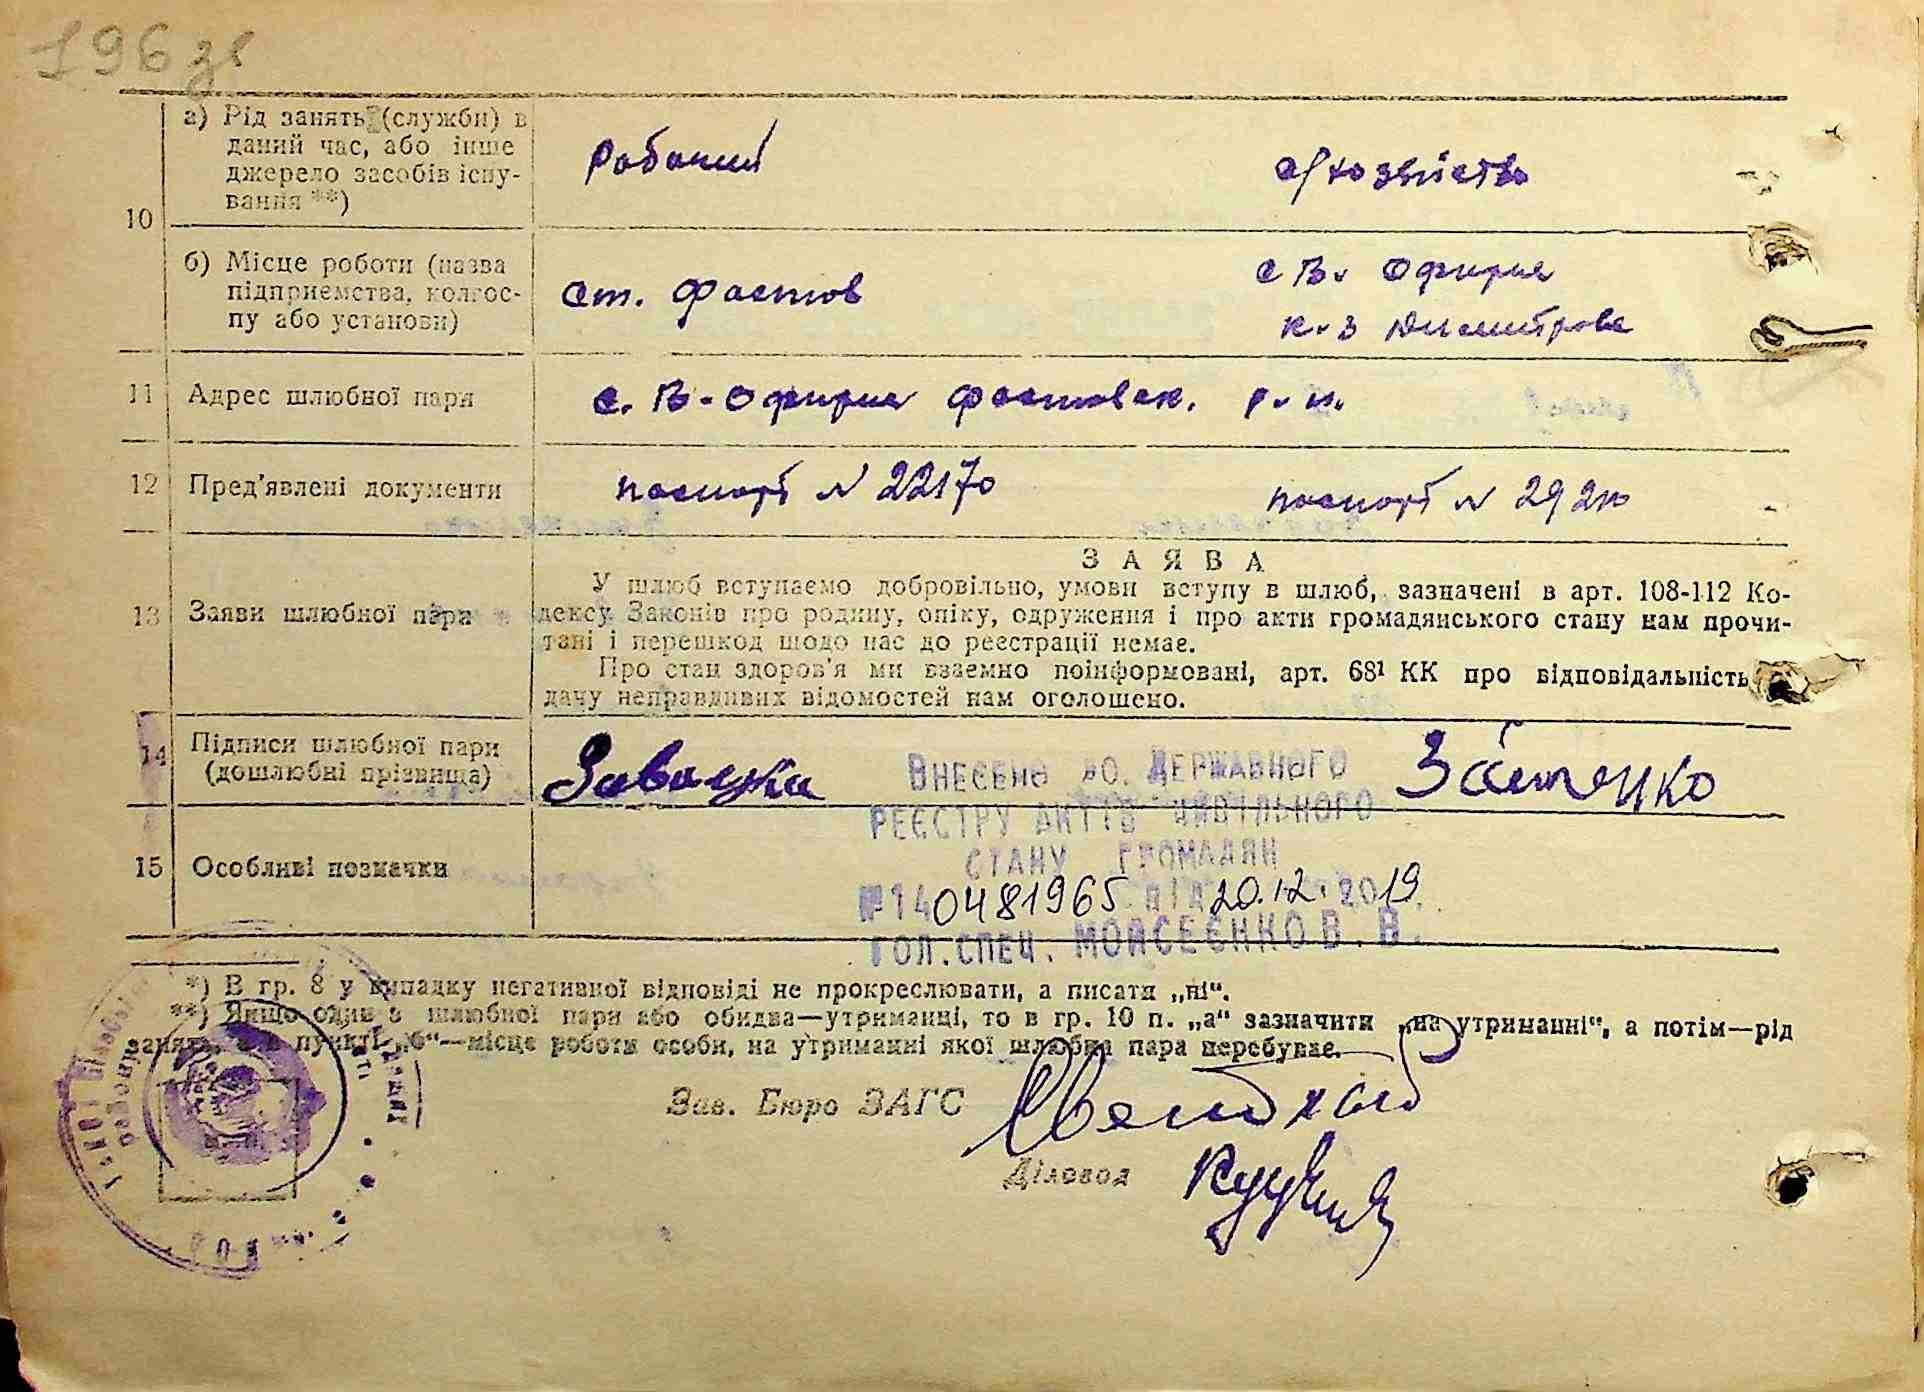 196 зв
10
а) Рід занять (служби) в
даний час, або інше
джерело засобів існу-
вання **)
рабочий
с/хозяйство
б) Місце роботи (назва
підприємства, колгос-
пу або установи)
ст. Фастов
с В. Офирна
к-з Димитрова
11 Адрес шлюбної пари
с. В-Офирна Фастовск. р-н.
12 Пред’явлені документи
паспорт N 22170
паспорт N
13 Заяви шлюбної пари
ЗАЯВА
У шлюб вступаємо добровільно, умови вступу в шлюб, зазначені в арт. 108-112 Ко-
дексу Законів про родину, опіку, одруження і про акти громадянського стану нам прочи-
тані і перешкод щодо нас до реєстрації немає.
Про стан здоров’я ми взаємно поінформовані, арт. 68¹ КК про відповідальність
дачу неправдивих відомостей нам оголошено.
14 Підписи шлюбної пари
(дошлюбні прізвища)
ВНЕСЕНО ДО ДЕРЖАВНОГО
РЕЄСТРУ АКТІВ ЦИВІЛЬНОГО
СТАНУ ГРОМАДЯН
№140481965 ВІД 20.12.2019
ГОЛ.СПЕЦ. МОЙСЕЄНКО В. В.
15 Особливі позначки
*) В гр. 8 у випадку негативної відповіді не прокреслювати, а писати „ні“.
**) Якщо один з шлюбної пари або обидва—утриманці, то в гр. 10 п. „а“ зазначити „на утриманні“, а потім—рід
занять, а в пункті „б“—місце роботи особи, на утриманні якої шлюбна пара перебуває.
Зав. Бюро ЗАГС
Діловод